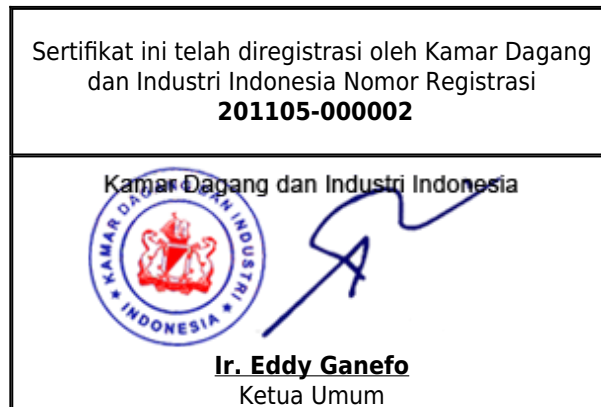 Sertifikat ini telah diregistrasi oleh Kamar Dagang
dan Industri Indonesia Nomor Registrasi
201105-000002
Kamar Dagang dan Industri Indonesia
KAMAR DAGANG DAN INDUSTRI
INDONESIA
Ir. Eddy Ganefo
Ketua Umum